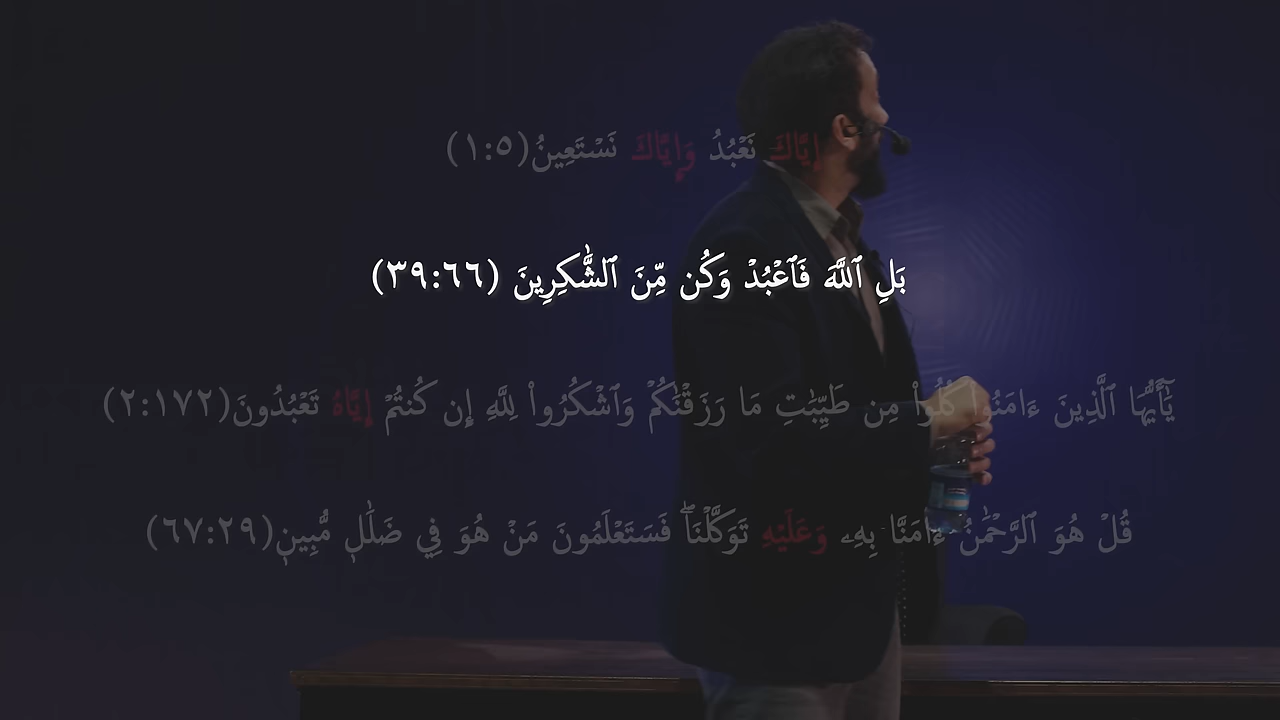 إِيَّاكَ نَعْبُدُ وَإِيَّاكَ نَسْتَعِينُ(١:٥)
بَلِ ٱللَّهَ فَٱعْبُدْ وَكُن مِّنَ ٱلشَّٰكِرِينَ (٣٩:٦٦)
يَٰٓأَيُّهَا ٱلَّذِينَ ءَامَنُوا۟ كُلُوا۟ مِن طَيِّبَٰتِ مَا رَزَقْنَٰكُمْ وَٱشْكُرُوا۟ لِلَّهِ إِن كُنتُمْ إِيَّاهُ تَعْبُدُونَ(٢:١٧٢)
قُلْ هُوَ ٱلرَّحْمَٰنُ ءَامَنَّا بِهِۦ وَعَلَيْهِ تَوَكَّلْنَاۖ فَسَتَعْلَمُونَ مَنْ هُوَ فِي ضَلَٰلٍ مُّبِينٍ(٦٧:٢٩)